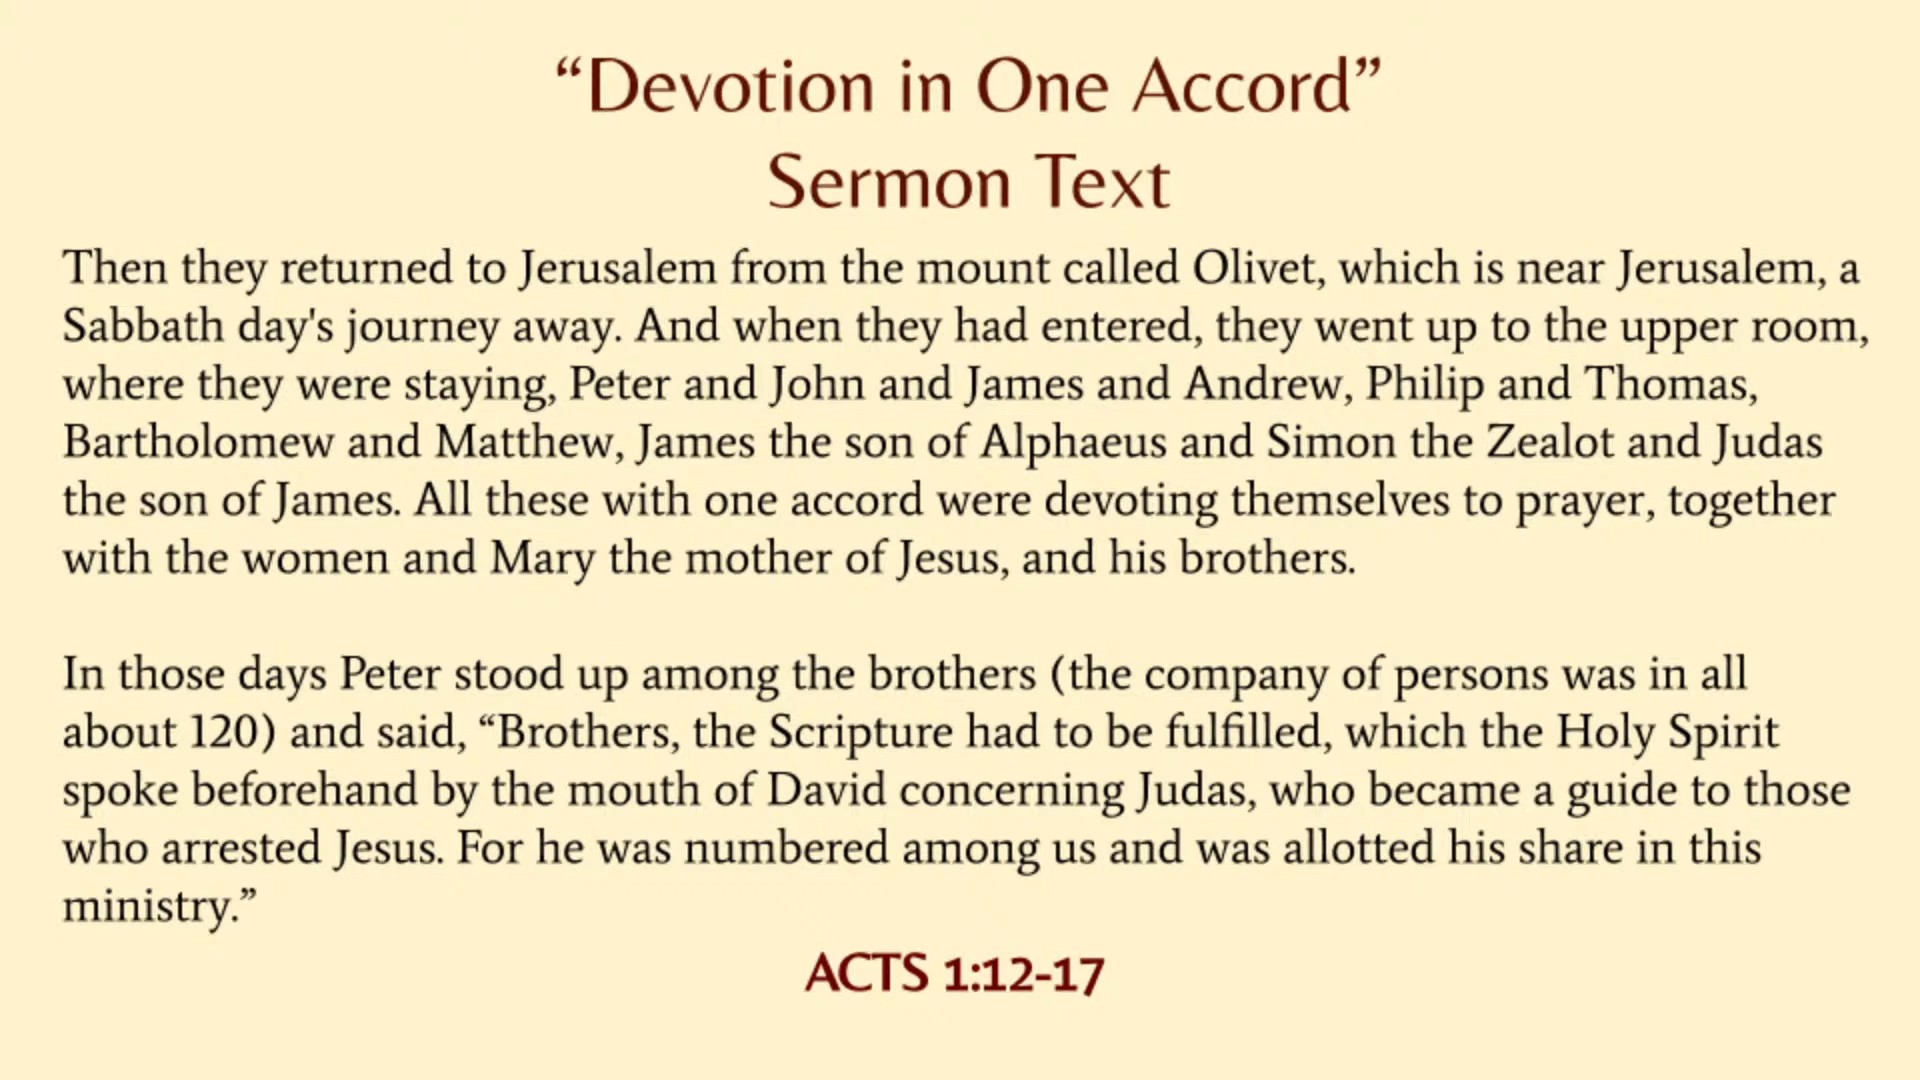 “Devotion in One Accord”
Sermon Text
Then they returned to Jerusalem from the mount called Olivet, which is near Jerusalem, a
Sabbath day's journey away. And when they had entered, they went up to the upper room,
where they were staying, Peter and John and James and Andrew, Philip and Thomas,
Bartholomew and Matthew, James the son of Alphaeus and Simon the Zealot and Judas
the son of James. All these with one accord were devoting themselves to prayer, together
with the women and Mary the mother of Jesus, and his brothers.
In those days Peter stood up among the brothers (the company of persons was in all
about 120) and said, “Brothers, the Scripture had to be fulfilled, which the Holy Spirit
spoke beforehand by the mouth of David concerning Judas, who became a guide to those
who arrested Jesus. For he was numbered among us and was allotted his share in this
ministry.”
ACTS 1:12-17